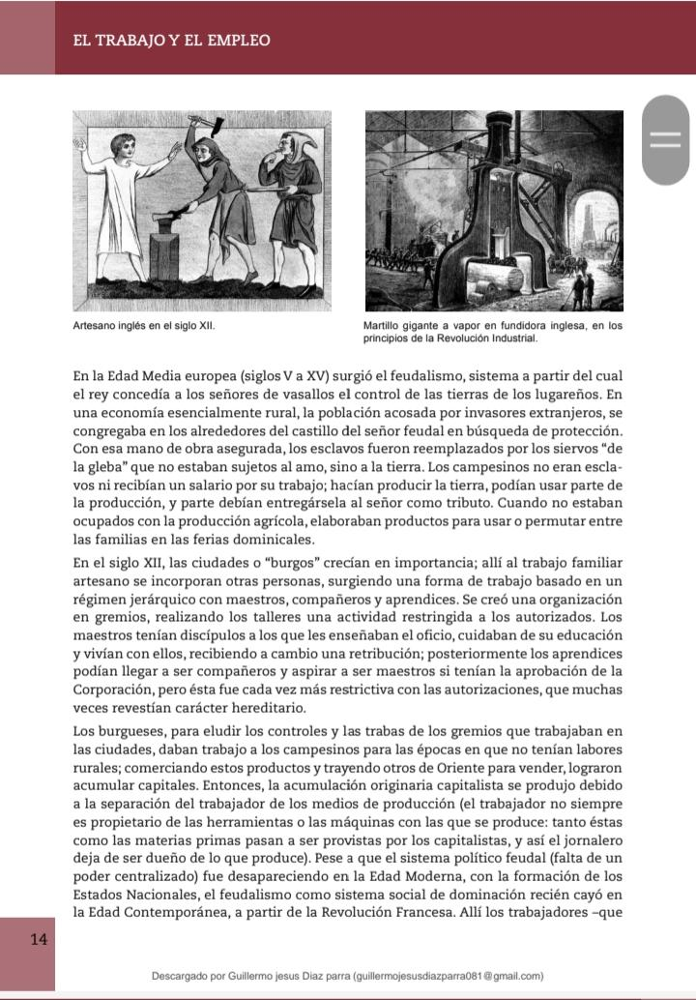 EL TRABAJO Y EL EMPLEO
Artesano inglés en el siglo XII.
Martillo gigante a vapor en fundidora inglesa, en los
principios de la Revolución Industrial.
En la Edad Media europea (siglos V a XV) surgió el feudalismo, sistema a partir del cual
el rey concedía a los señores de vasallos el control de las tierras de los lugareños. En
una economía esencialmente rural, la población acosada por invasores extranjeros, se
congregaba en los alrededores del castillo del señor feudal en búsqueda de protección.
Con esa mano de obra asegurada, los esclavos fueron reemplazados por los siervos “de
la gleba” que no estaban sujetos al amo, sino a la tierra. Los campesinos no eran escla-
vos ni recibían un salario por su trabajo; hacían producir la tierra, podían usar parte de
la producción, y parte debían entregársela al señor como tributo. Cuando no estaban
ocupados con la producción agrícola, elaboraban productos para usar o permutar entre
las familias en las ferias dominicales.
En el siglo XII, las ciudades o “burgos” crecían en importancia; allí al trabajo familiar
artesano se incorporan otras personas, surgiendo una forma de trabajo basado en un
régimen jerárquico con maestros, compañeros y aprendices. Se creó una organización
en gremios, realizando los talleres una actividad restringida a los autorizados. Los
maestros tenían discípulos a los que les enseñaban el oficio, cuidaban de su educación
y vivían con ellos, recibiendo a cambio una retribución; posteriormente los aprendices
podían llegar a ser compañeros y aspirar a ser maestros si tenían la aprobación de la
Corporación, pero ésta fue cada vez más restrictiva con las autorizaciones, que muchas
veces revestían carácter hereditario.
Los burgueses, para eludir los controles y las trabas de los gremios que trabajaban en
las ciudades, daban trabajo a los campesinos para las épocas en que no tenían labores
rurales; comerciando estos productos y trayendo otros de Oriente para vender, lograron
acumular capitales. Entonces, la acumulación originaria capitalista se produjo debido
a la separación del trabajador de los medios de producción (el trabajador no siempre
es propietario de las herramientas o las máquinas con las que se produce: tanto éstas
como las materias primas pasan a ser provistas por los capitalistas, y así el jornalero
deja de ser dueño de lo que produce). Pese a que el sistema político feudal (falta de un
poder centralizado) fue desapareciendo en la Edad Moderna, con la formación de los
Estados Nacionales, el feudalismo como sistema social de dominación recién cayó en
la Edad Contemporánea, a partir de la Revolución Francesa. Allí los trabajadores –que
14
Descargado por Guillermo jesus Diaz parra (guillermojesusdiazparra081@gmail.com)